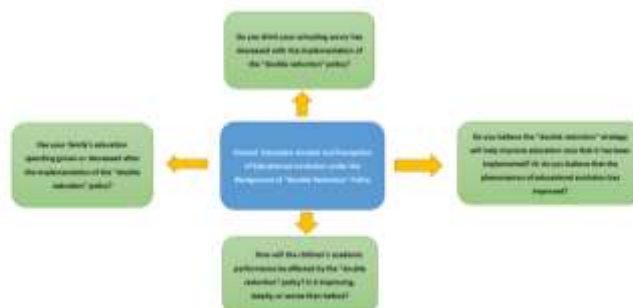 Do you think your schooling worry has
decreased with the implementation of
the "double reduction" policy?
Has your family's education
spending grown or decreased after
the implementation of the "double
reduction" policy?
Parents' Education Anxiety and Perception
of Educational Involution under the
Background of "Double Reduction" Policy
Do you believe the "double reduction" strategy
will help improve education now that it has been
implemented? Or do you believe that the
phenomenon of educational involution has
improved?
How will the children's academic
performance be affected by the "double
reduction" policy? Is it improving,
or worse than before?